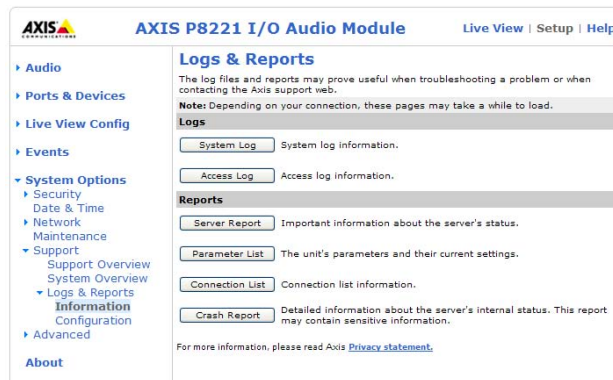 AXIS
COMMUNICATIONS
AXIS P8221 I/O Audio Module
Live View | Setup | Help
Audio
Ports & Devices
Live View Config
Events
System Options
Security
Date & Time
Network
Maintenance
Support
Support Overview
System Overview
Logs & Reports
Information
Configuration
Advanced
About
Logs & Reports
The log files and reports may prove useful when troubleshooting a problem or when
contacting the Axis support web.
Note: Depending on your connection, these pages may take a while to load.
Logs
System Log System log information.
Access Log Access log information.
Reports
Server Report Important information about the server's status.
Parameter List The unit's parameters and their current settings.
Connection List Connection list information.
Crash Report Detailed information about the server's internal status. This report
may contain sensitive information.
For more information, please read Axis Privacy statement.